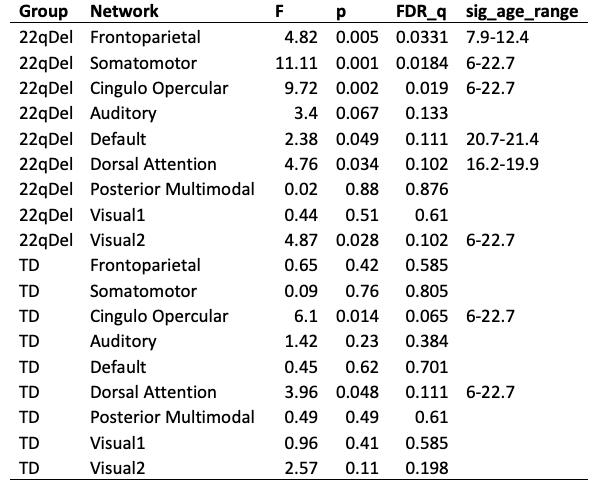 Group Network F p FDR_q sig_age_range
22qDel Frontoparietal 4.82 0.005 0.0331 7.9-12.4
22qDel Somatomotor 11.11 0.001 0.0184 6-22.7
22qDel Cingulo Opercular 9.72 0.002 0.019 6-22.7
22qDel Auditory 3.4 0.067 0.133
22qDel Default 2.38 0.049 0.111 20.7-21.4
22qDel Dorsal Attention 4.76 0.034 0.102 16.2-19.9
22qDel Posterior Multimodal 0.02 0.88 0.876
22qDel Visual1 0.44 0.51 0.61
22qDel Visual2 4.87 0.028 0.102 6-22.7
TD Frontoparietal 0.65 0.42 0.585
TD Somatomotor 0.09 0.76 0.805
TD Cingulo Opercular 6.1 0.014 0.065 6-22.7
TD Auditory 1.42 0.23 0.384
TD Default 0.45 0.62 0.701
TD Dorsal Attention 3.96 0.048 0.111 6-22.7
TD Posterior Multimodal 0.49 0.49 0.61
TD Visual1 0.96 0.41 0.585
TD Visual2 2.57 0.11 0.198